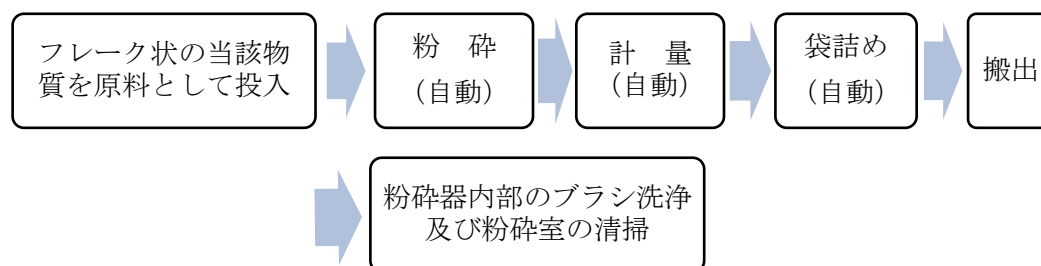 フレーク状の当該物
質を原料として投入
粉　砕
（自動）
計　量
（自動）
袋詰め
（自動）
搬出
粉砕器内部のブラシ洗浄
及び粉砕室の清掃